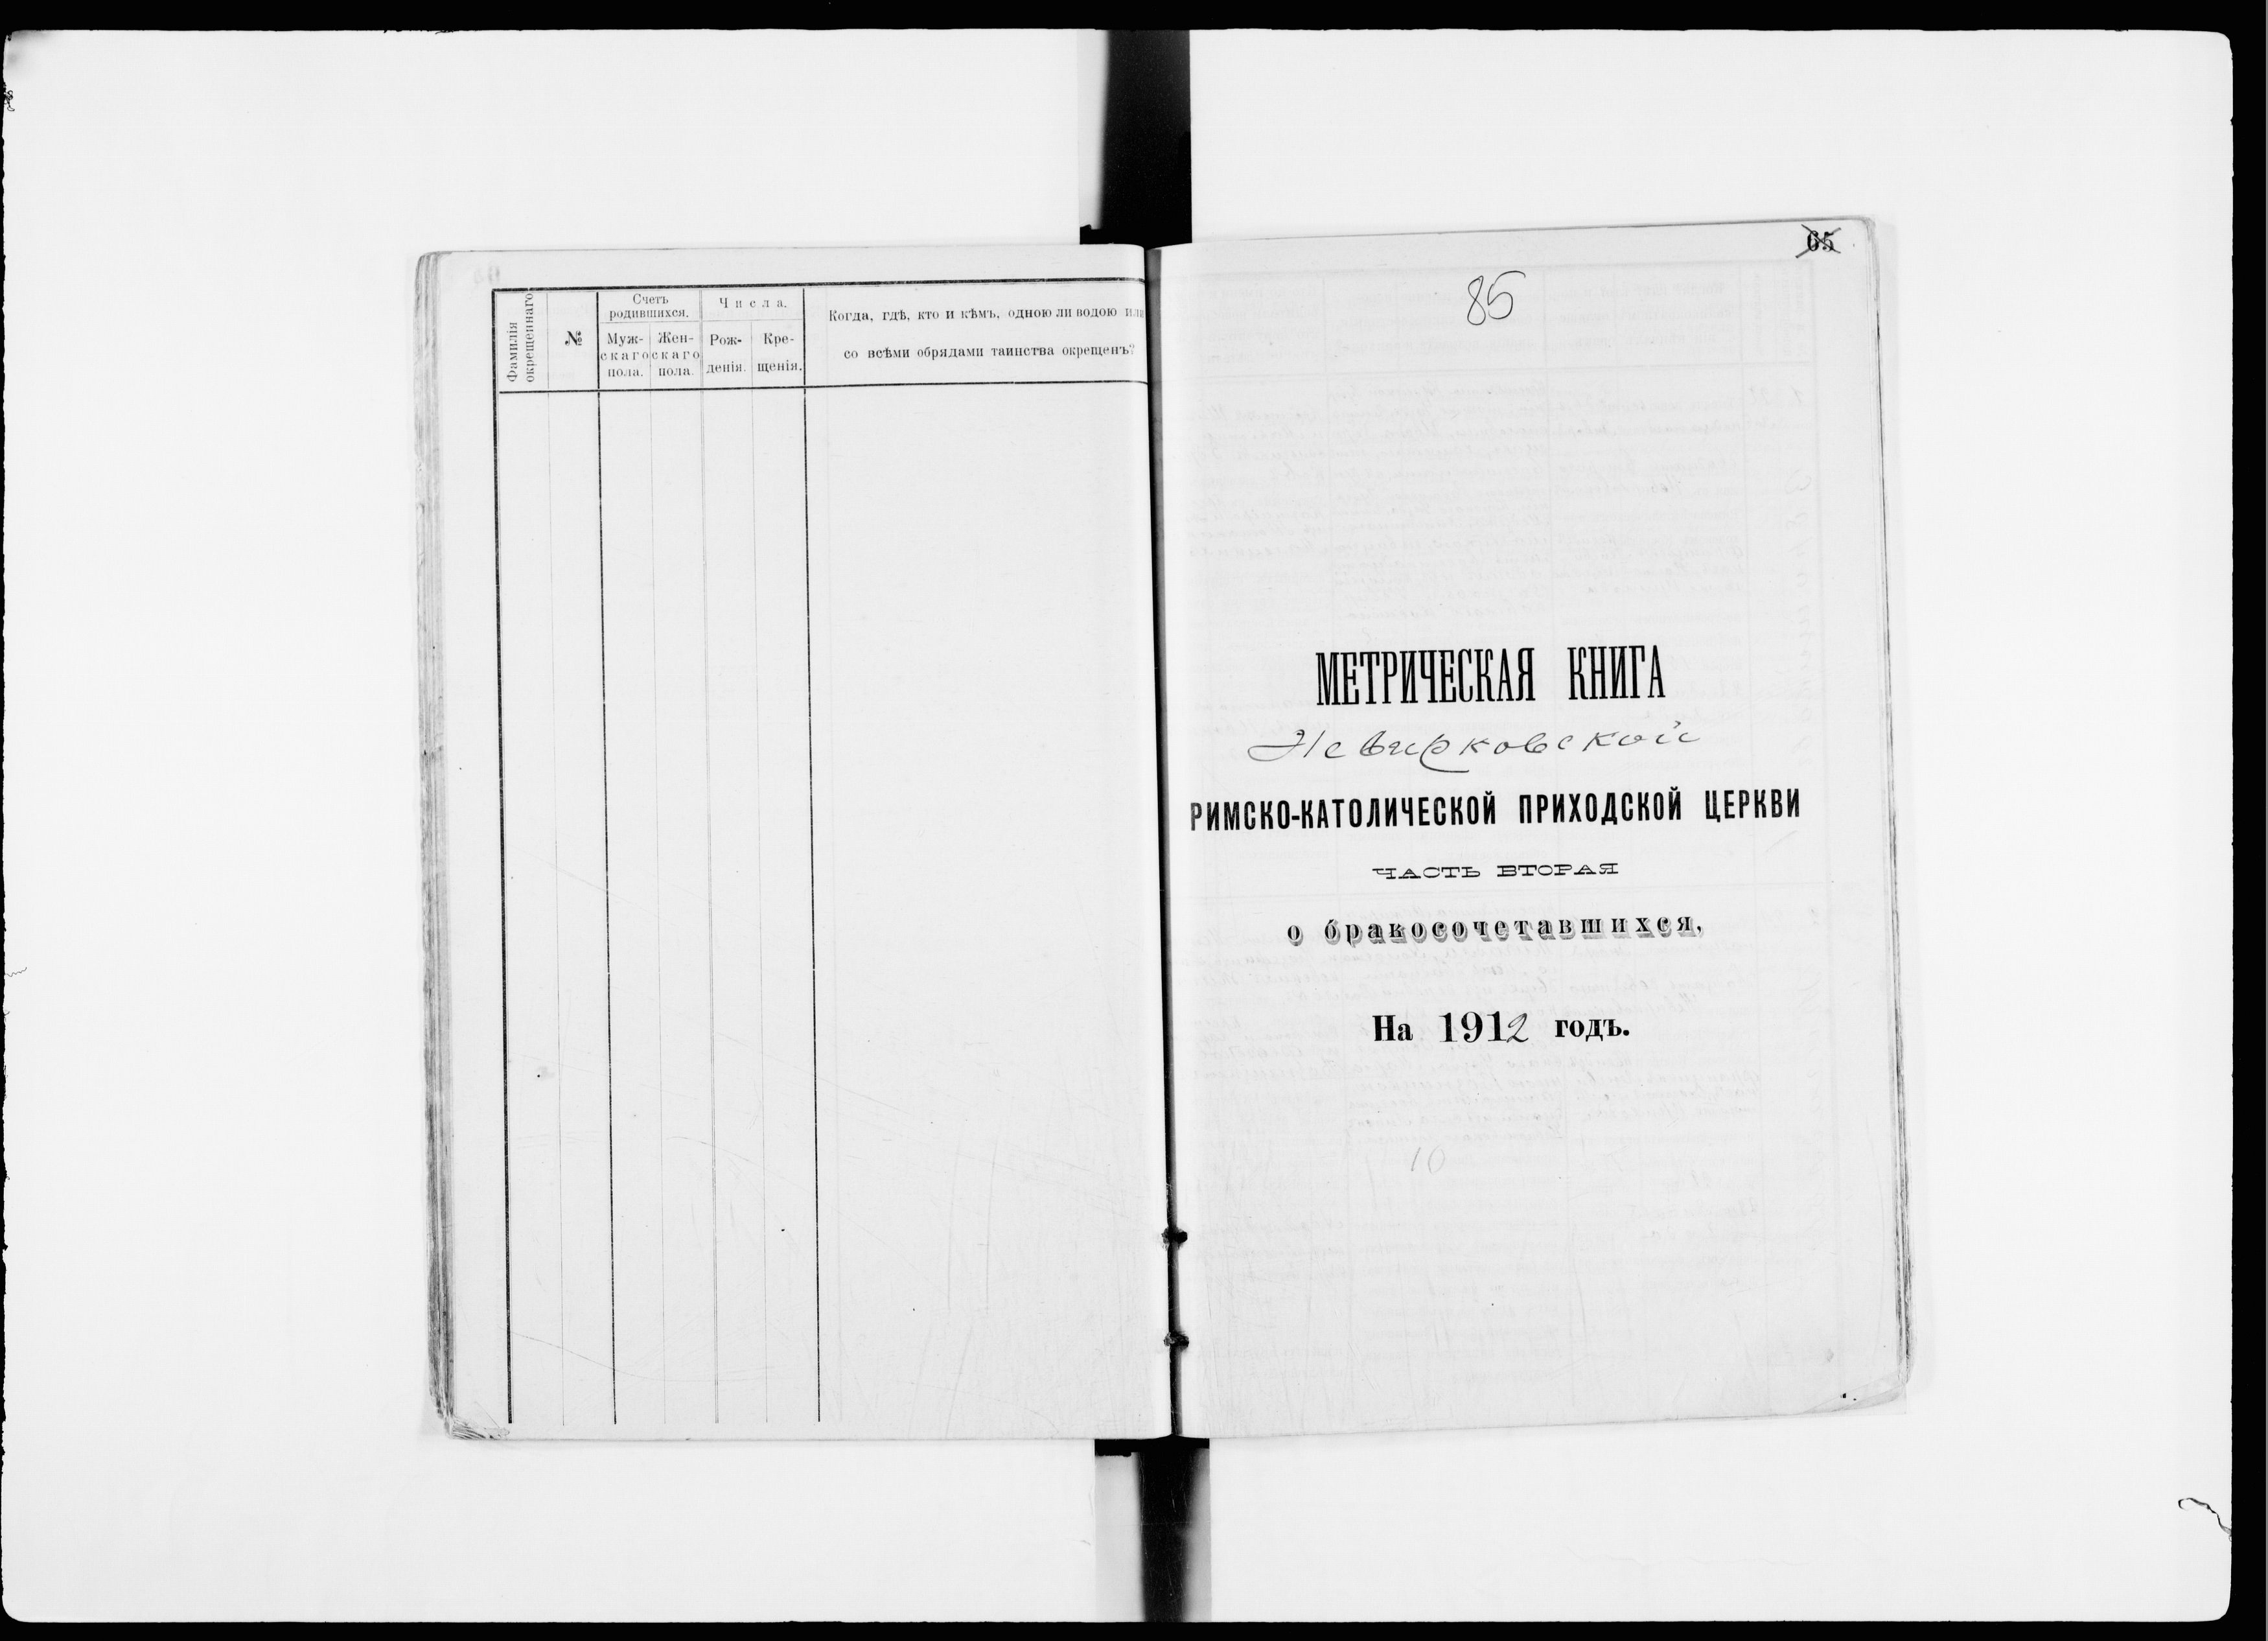 Фамилія окрещеннаго
№
Счетъ родившихся.
Муж- скаго пола.
Жен- скаго пола.
Числа.
Рож- денія.
Кре- щенія.
Когда, гдѣ, кто и кѣмъ, одною ли водою или
со всѣми обрядами таинства окрещенъ?
65
85
МЕТРИЧЕСКАЯ КНИГА
Невирковской
РИМСКО-КАТОЛИЧЕСКОЙ ПРИХОДСКОЙ ЦЕРКВИ
ЧАСТЬ ВТОРАЯ
о бракосочетавшихся,
На 1912 годъ.
10